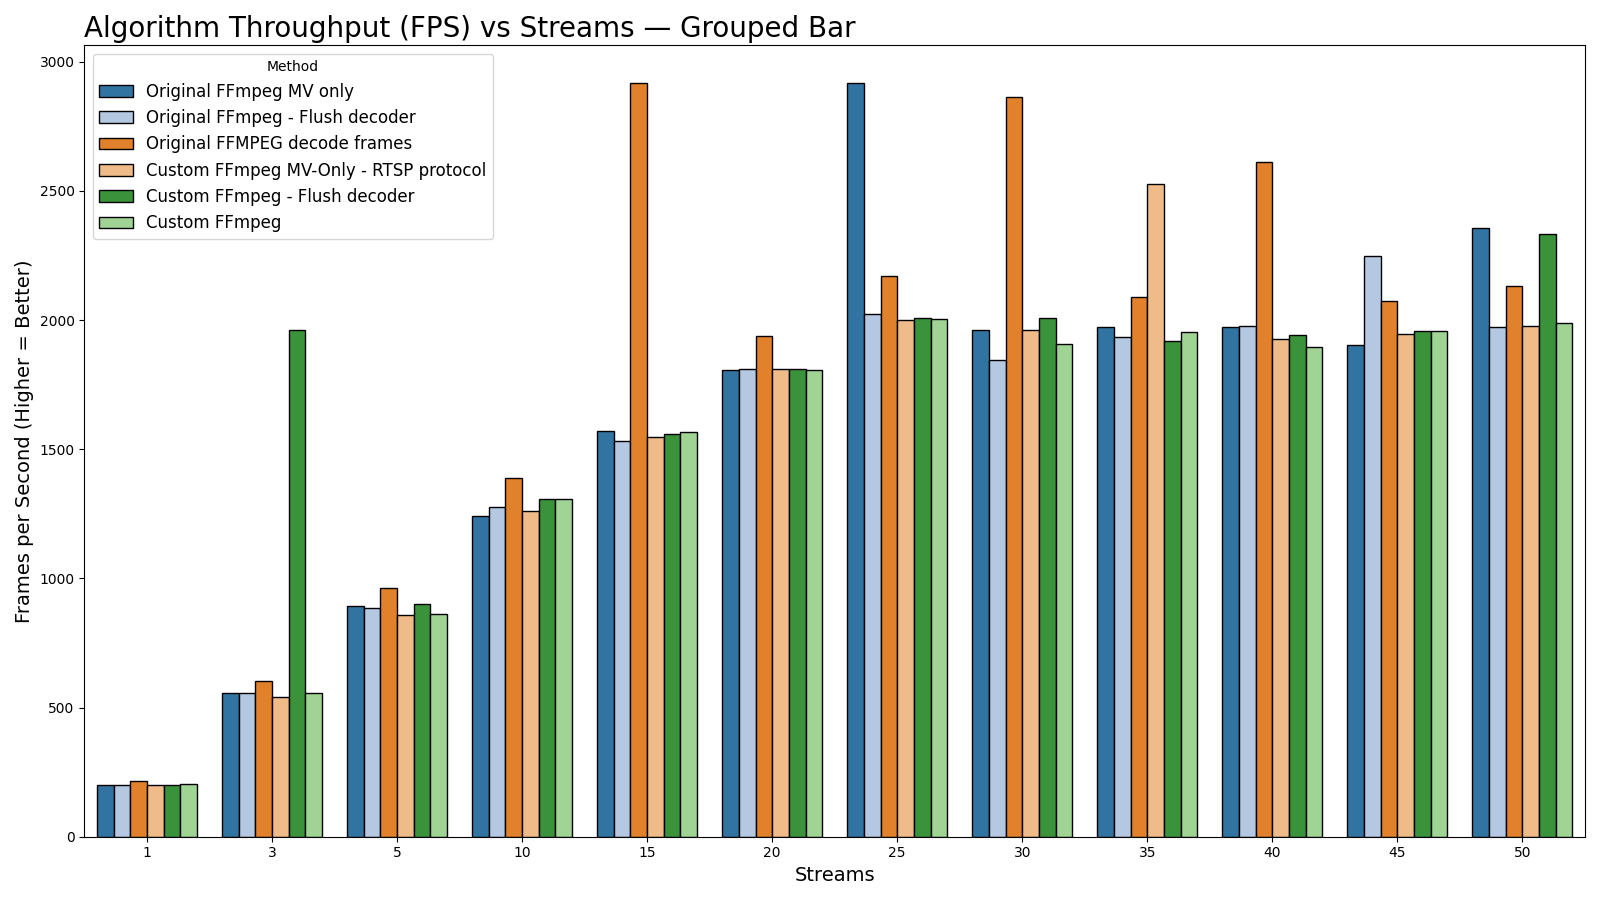 Algorithm Throughput (FPS) vs Streams — Grouped Bar
Method
Original FFmpeg MV only
Original FFmpeg - Flush decoder
Original FFMPEG decode frames
Custom FFmpeg MV-Only - RTSP protocol
Custom FFmpeg - Flush decoder
Custom FFmpeg
Frames per Second (Higher = Better)
3000
2500
2000
1500
1000
500
0
1 3 5 10 15 20 25 30 35 40 45 50
Streams